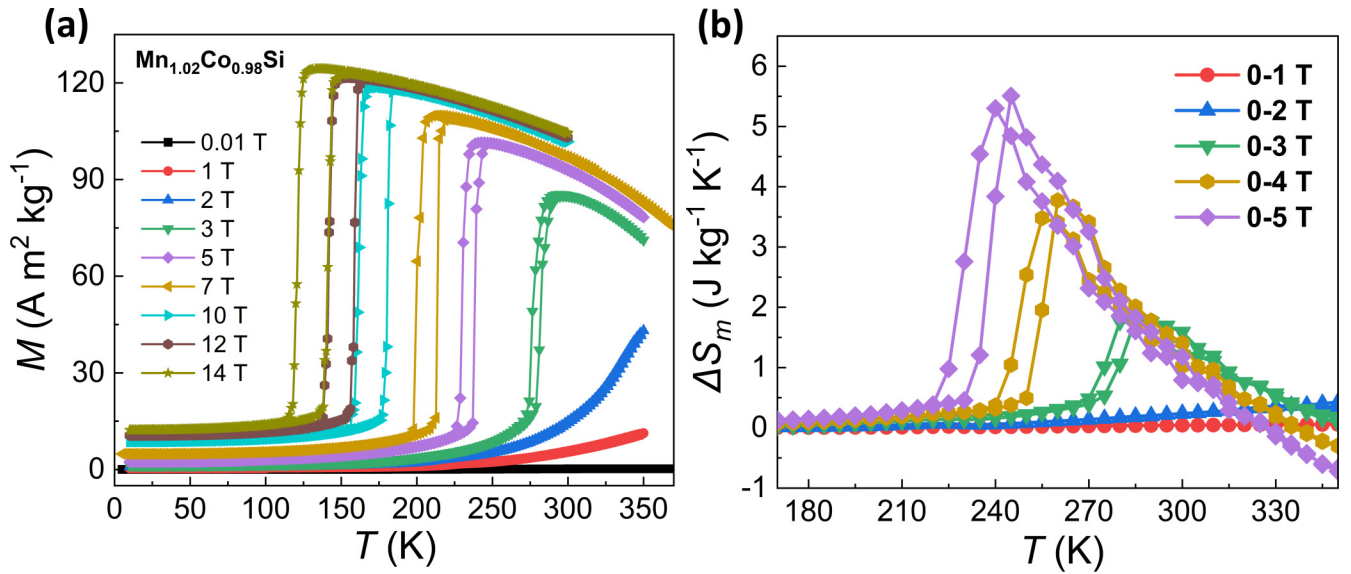 (a)
Mn₁.₀₂Co₀.₉₈Si
0.01 T
1 T
2 T
3 T
5 T
7 T
10 T
12 T
14 T
120
90
60
30
0
M (A m² kg⁻¹)
0 50 100 150 200 250 300 350
T (K)
(b)
0-1 T
0-2 T
0-3 T
0-4 T
0-5 T
6
5
4
3
2
1
0
-1
ΔSₘ (J kg⁻¹ K⁻¹)
180 210 240 270 300 330
T (K)